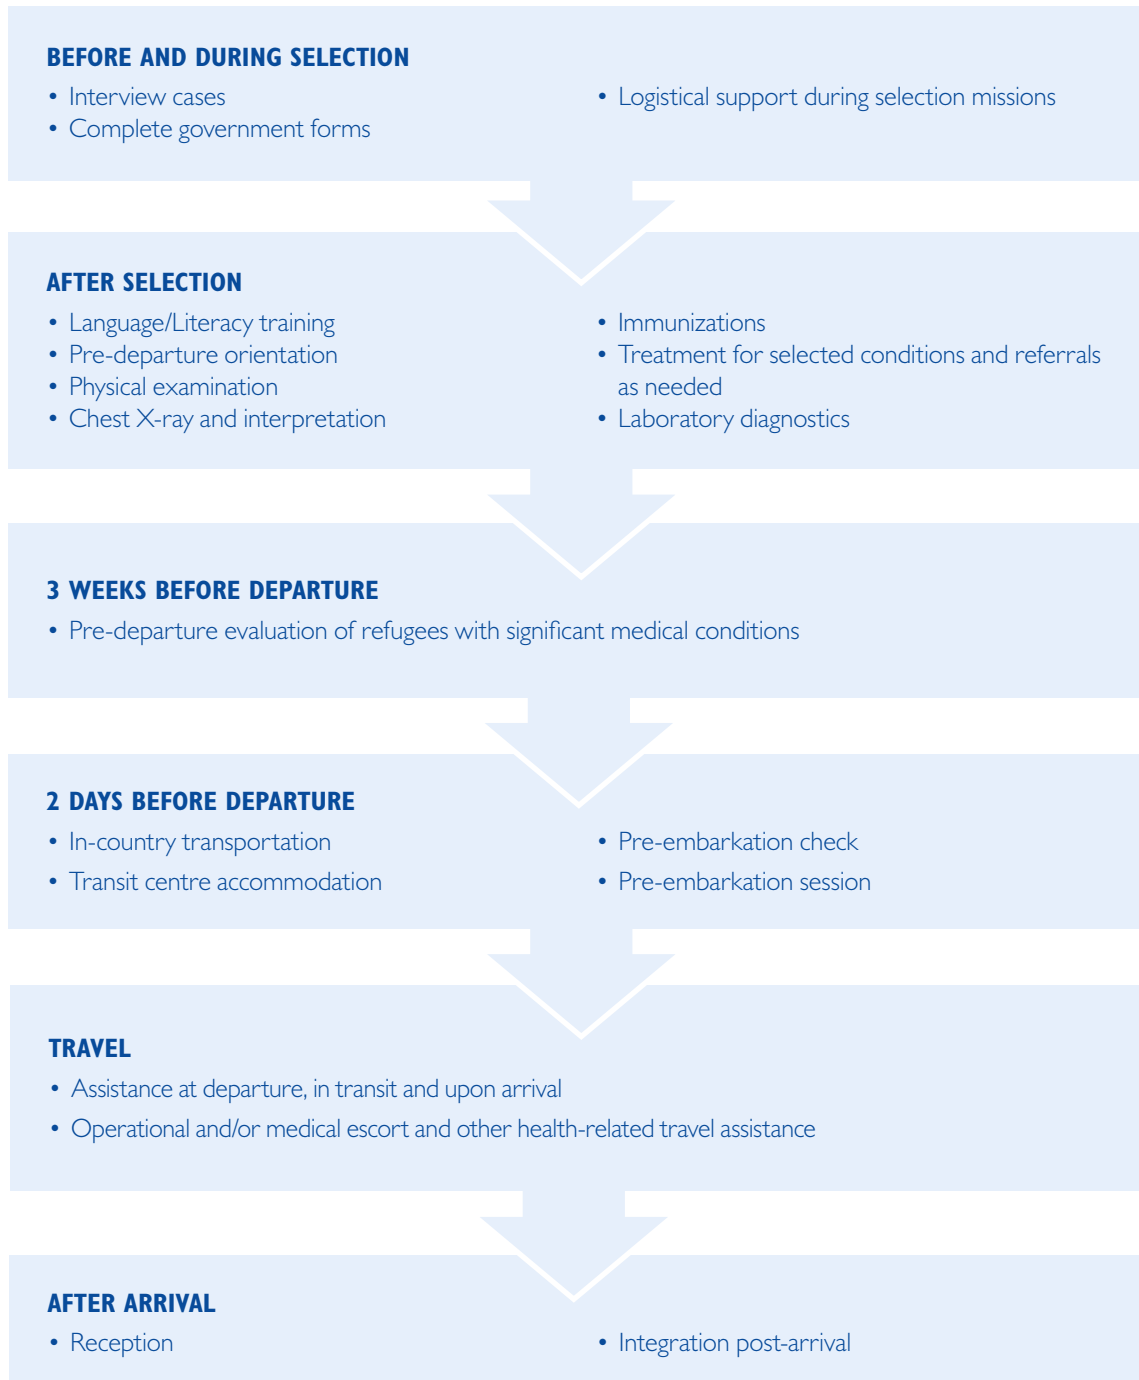 BEFORE AND DURING SELECTION
• Interview cases
• Complete government forms
• Logistical support during selection missions
AFTER SELECTION
• Language/Literacy training
• Pre-departure orientation
• Physical examination
• Chest X-ray and interpretation
• Immunizations
• Treatment for selected conditions and referrals
as needed
• Laboratory diagnostics
3 WEEKS BEFORE DEPARTURE
• Pre-departure evaluation of refugees with significant medical conditions
2 DAYS BEFORE DEPARTURE
• In-country transportation
• Transit centre accommodation
• Pre-embarkation check
• Pre-embarkation session
TRAVEL
• Assistance at departure, in transit and upon arrival
• Operational and/or medical escort and other health-related travel assistance
AFTER ARRIVAL
• Reception
• Integration post-arrival